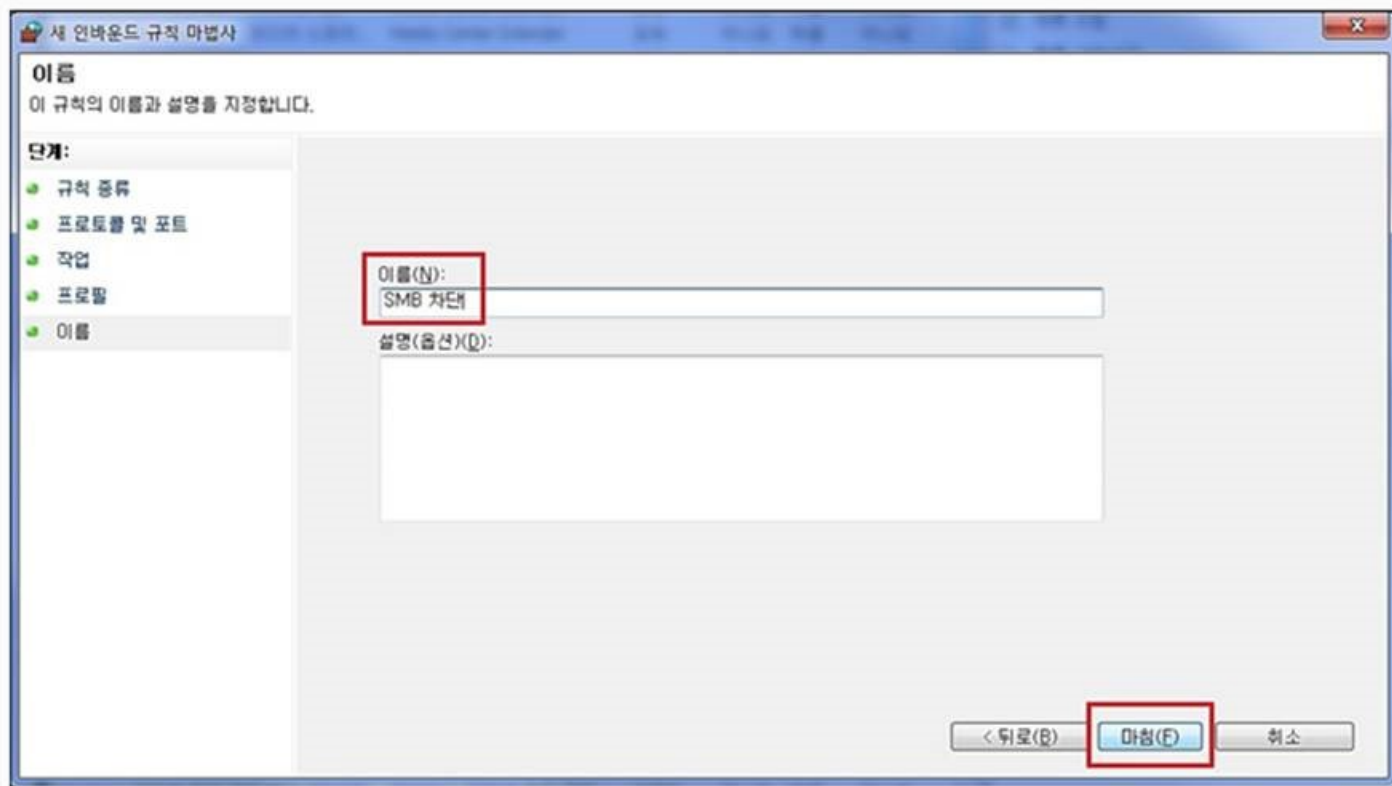 새 인바운드 규칙 마법사
이름
이 규칙의 이름과 설명을 지정합니다.
단계:
규칙 종류
프로토콜 및 포트
작업
프로필
이름
이름(N):
SMB 차단
설명(옵션)(D):
< 뒤로(B) 마침(F) 취소